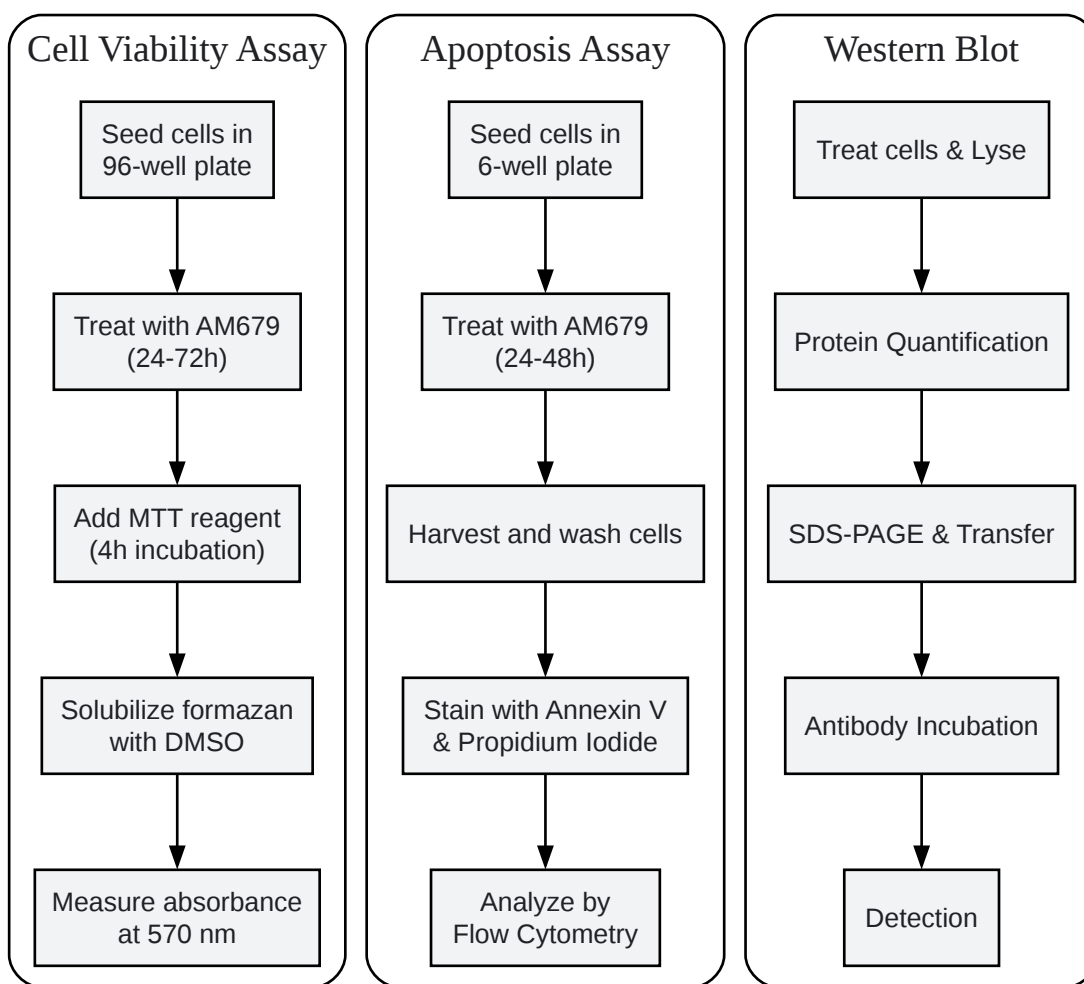 Cell Viability Assay
Seed cells in
96-well plate
Treat with AM679
(24-72h)
Add MTT reagent
(4h incubation)
Solubilize formazan
with DMSO
Measure absorbance
at 570 nm
Apoptosis Assay
Seed cells in
6-well plate
Treat with AM679
(24-48h)
Harvest and wash cells
Stain with Annexin V
& Propidium Iodide
Analyze by
Flow Cytometry
Western Blot
Treat cells & Lyse
Protein Quantification
SDS-PAGE & Transfer
Antibody Incubation
Detection